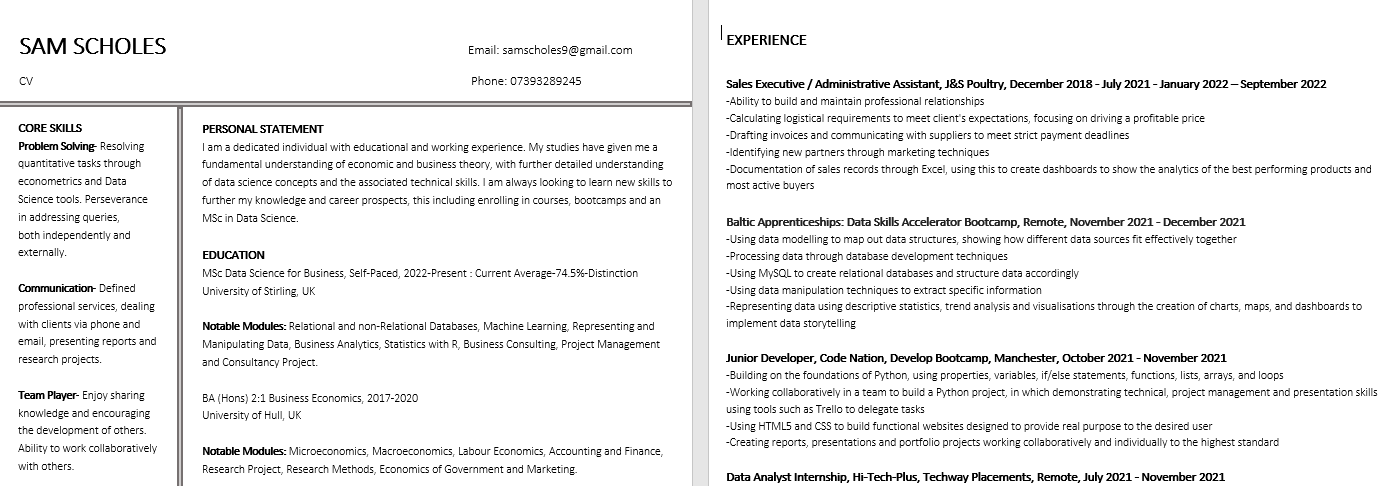 SAM SCHOLES
Email: samscholes9@gmail.com
CV
Phone: 07393289245
CORE SKILLS
Problem Solving- Resolving
quantitative tasks through
econometrics and Data
Science tools. Perseverance
in addressing queries,
both independently and
externally.
Communication- Defined
professional services, dealing
with clients via phone and
email, presenting reports and
research projects.
Team Player- Enjoy sharing
knowledge and encouraging
the development of others.
Ability to work collaboratively
with others.
PERSONAL STATEMENT
I am a dedicated individual with educational and working experience. My studies have given me a
fundamental understanding of economic and business theory, with further detailed understanding
of data science concepts and the associated technical skills. I am always looking to learn new skills to
further my knowledge and career prospects, this including enrolling in courses, bootcamps and an
MSc in Data Science.
EDUCATION
MSc Data Science for Business, Self-Paced, 2022-Present : Current Average-74.5%-Distinction
University of Stirling, UK
Notable Modules: Relational and non-Relational Databases, Machine Learning, Representing and
Manipulating Data, Business Analytics, Statistics with R, Business Consulting, Project Management
and Consultancy Project.
BA (Hons) 2:1 Business Economics, 2017-2020
University of Hull, UK
Notable Modules: Microeconomics, Macroeconomics, Labour Economics, Accounting and Finance,
Research Project, Research Methods, Economics of Government and Marketing.
EXPERIENCE
Sales Executive / Administrative Assistant, J&S Poultry, December 2018 - July 2021 - January 2022 – September 2022
-Ability to build and maintain professional relationships
-Calculating logistical requirements to meet client's expectations, focusing on driving a profitable price
-Drafting invoices and communicating with suppliers to meet strict payment deadlines
-Identifying new partners through marketing techniques
-Documentation of sales records through Excel, using this to create dashboards to show the analytics of the best performing products and
most active buyers
Baltic Apprenticeships: Data Skills Accelerator Bootcamp, Remote, November 2021 - December 2021
-Using data modelling to map out data structures, showing how different data sources fit effectively together
-Processing data through database development techniques
-Using MySQL to create relational databases and structure data accordingly
-Using data manipulation techniques to extract specific information
-Representing data using descriptive statistics, trend analysis and visualisations through the creation of charts, maps, and dashboards to
implement data storytelling
Junior Developer, Code Nation, Develop Bootcamp, Manchester, October 2021 - November 2021
-Building on the foundations of Python, using properties, variables, if/else statements, functions, lists, arrays, and loops
-Working collaboratively in a team to build a Python project, in which demonstrating technical, project management and presentation skills
using tools such as Trello to delegate tasks
-Using HTML5 and CSS to build functional websites designed to provide real purpose to the desired user
-Creating reports, presentations and portfolio projects working collaboratively and individually to the highest standard
Data Analyst Internship, Hi-Tech-Plus, Techway Placements, Remote, July 2021 - November 2021